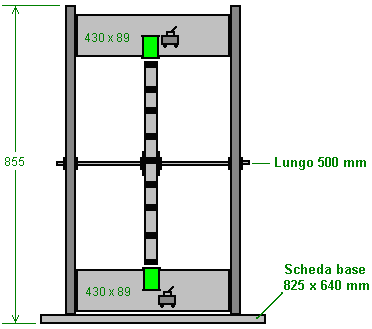 430 x 89
855
Lungo 500 mm
Scheda base
825 x 640 mm
430 x 89